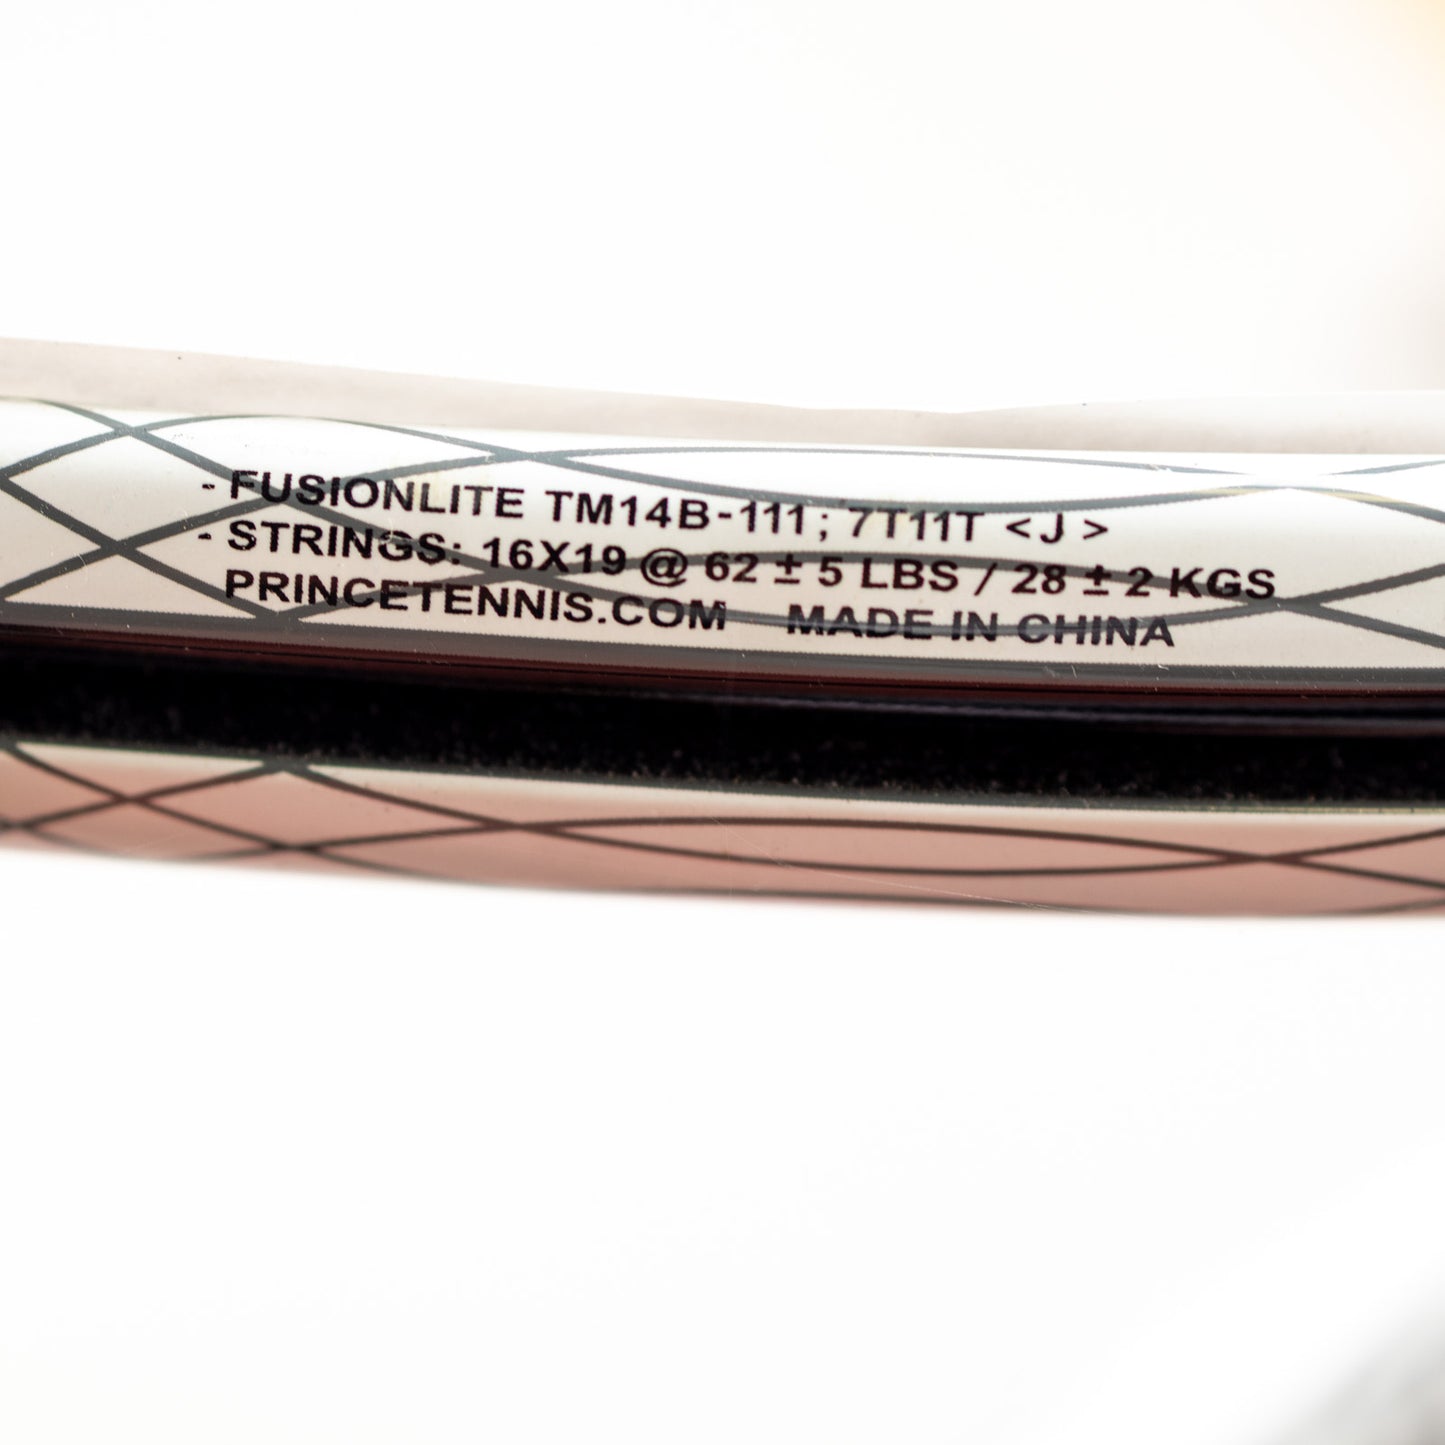 - FUSIONLITE TM14B-111; 7T11T <J>
- STRINGS: 16X19 @ 62 ± 5 LBS / 28 ± 2 KGS
PRINCETENNIS.COM MADE IN CHINA